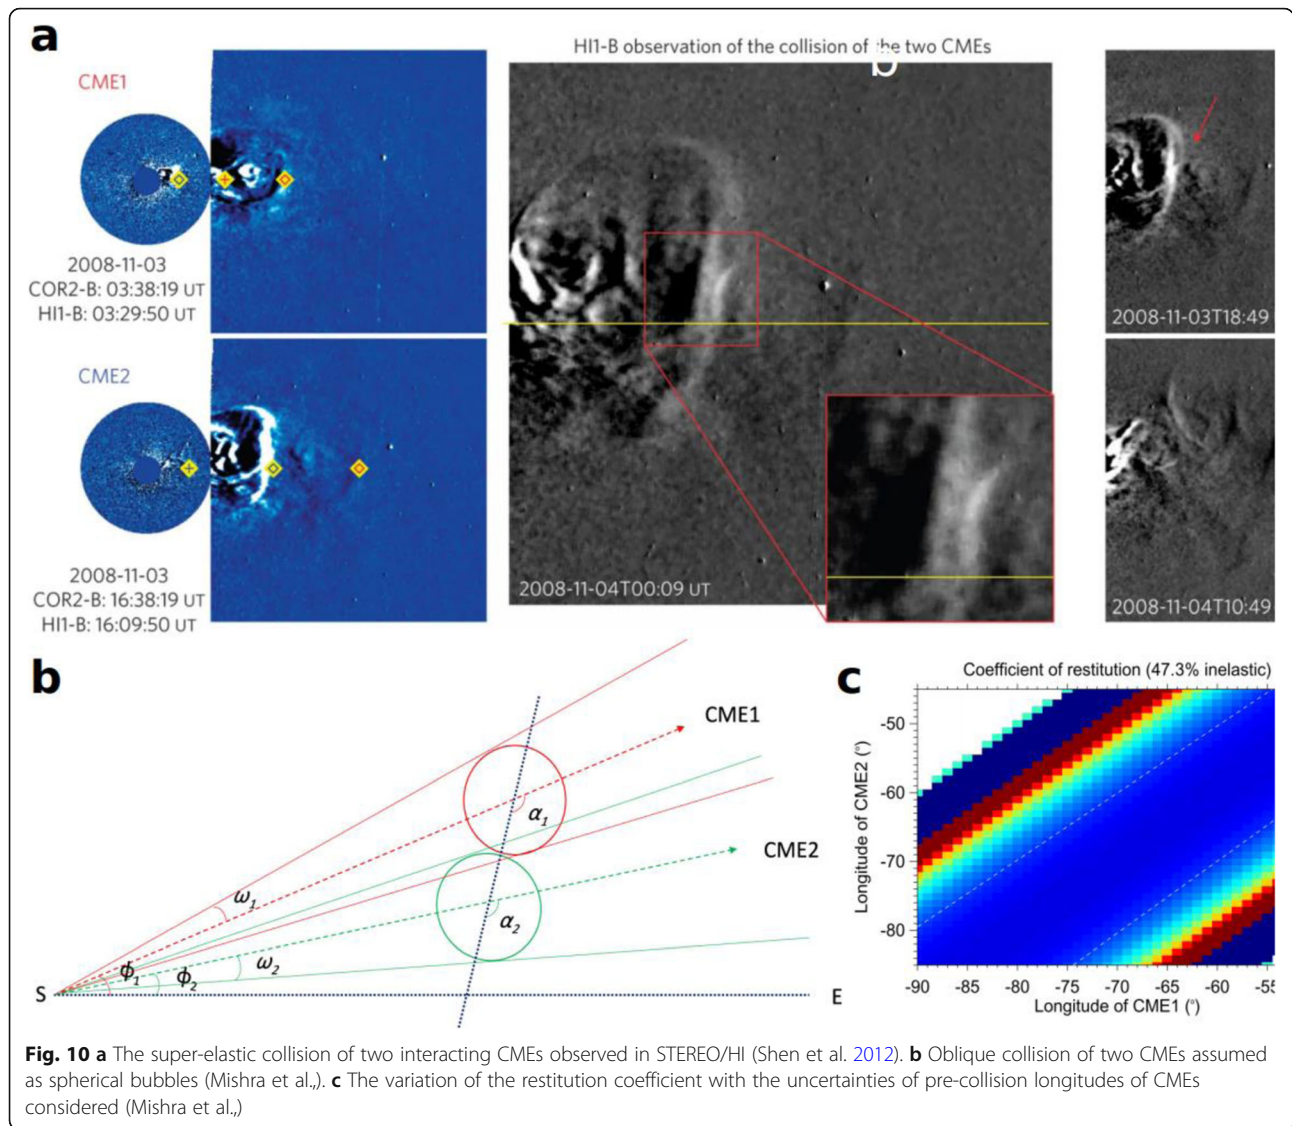 a
HI1-B observation of the collision of the two CMEs
b
CME1
2008-11-03
COR2-B: 03:38:19 UT
HI1-B: 03:29:50 UT
2008-11-03T18:49
CME2
2008-11-03
COR2-B: 16:38:19 UT
HI1-B: 16:09:50 UT
2008-11-04T00:09 UT
2008-11-04T10:49
b
CME1
α1
CME2
α2
ω1
ω2
ϕ1
ϕ2
S
E
c
Coefficient of restitution (47.3% inelastic)
Longitude of CME2 (°)
-50
-60
-70
-80
-90 -85 -80 -75 -70 -65 -60 -55
Longitude of CME1 (°)
Fig. 10 a The super-elastic collision of two interacting CMEs observed in STEREO/HI (Shen et al. 2012). b Oblique collision of two CMEs assumed
as spherical bubbles (Mishra et al.,). c The variation of the restitution coefficient with the uncertainties of pre-collision longitudes of CMEs
considered (Mishra et al.,)